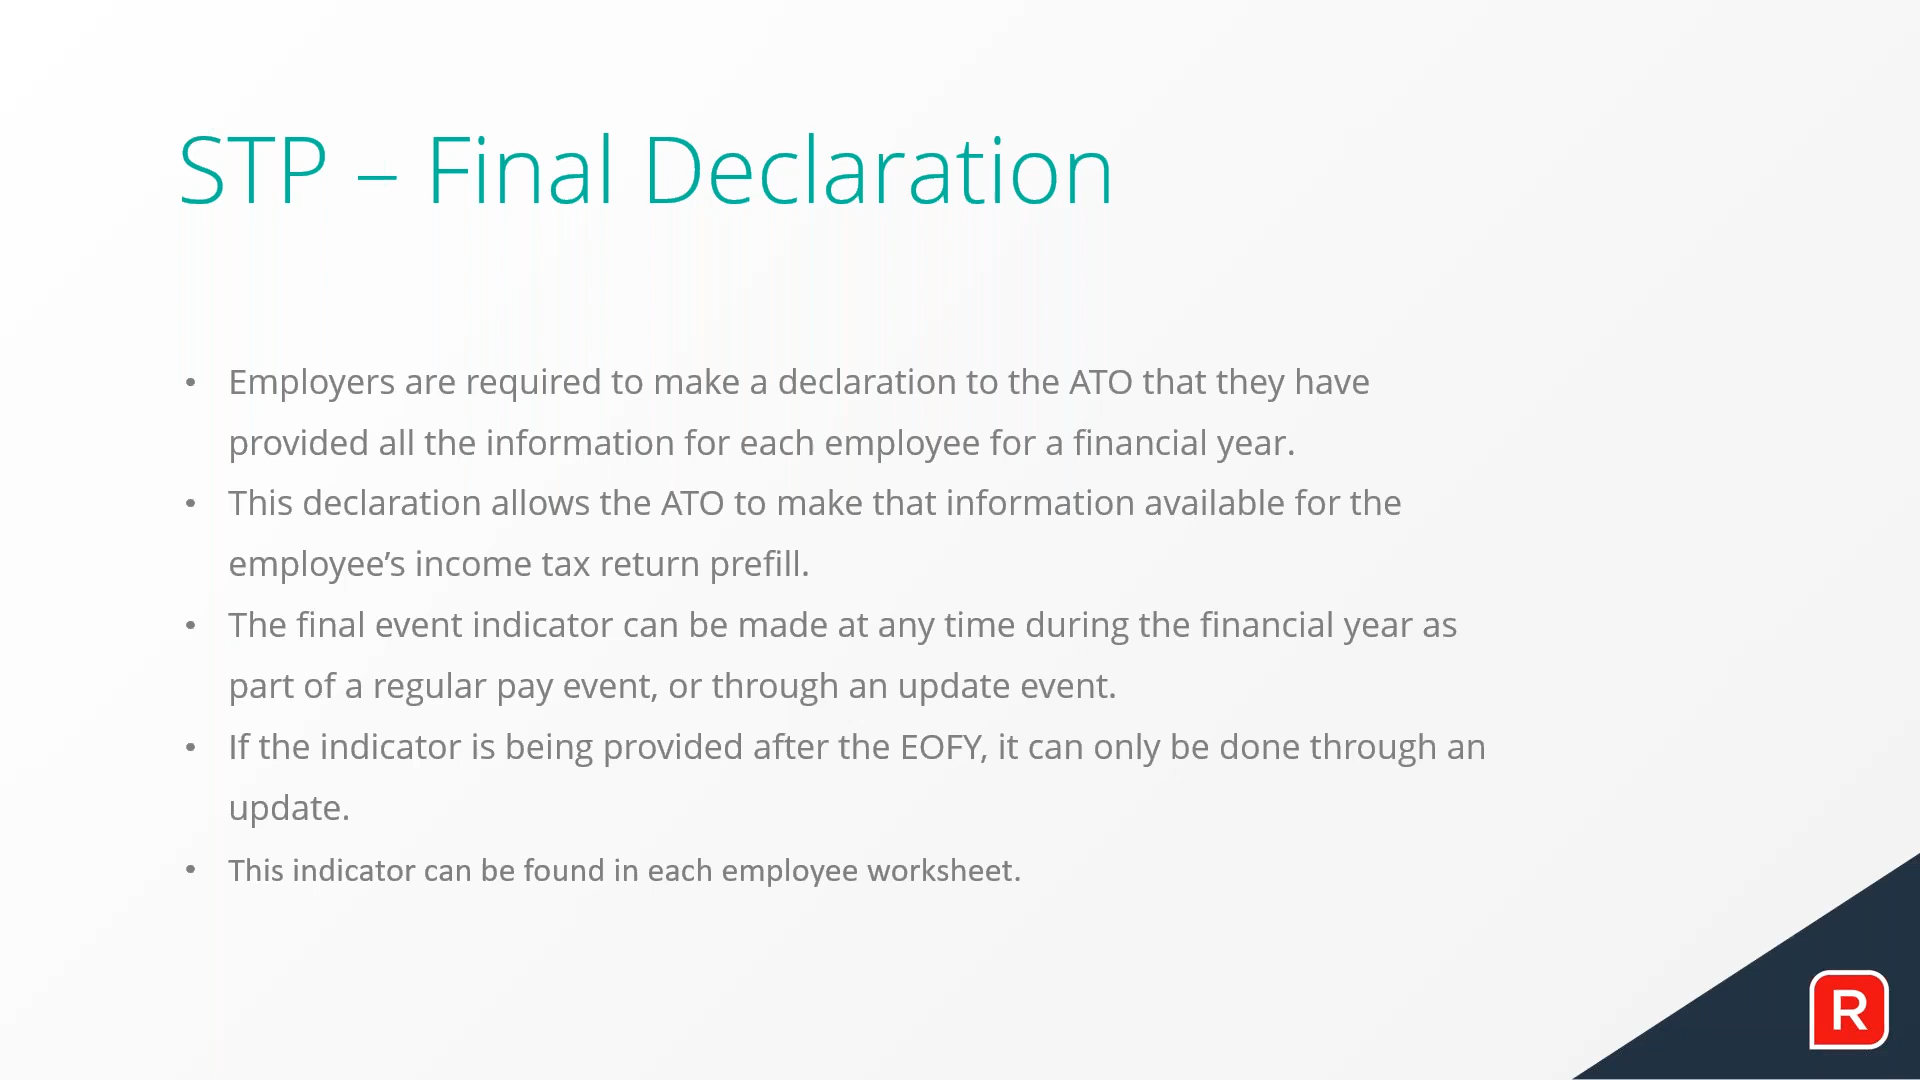 STP – Final Declaration
• Employers are required to make a declaration to the ATO that they have
provided all the information for each employee for a financial year.
• This declaration allows the ATO to make that information available for the
employee’s income tax return prefill.
• The final event indicator can be made at any time during the financial year as
part of a regular pay event, or through an update event.
• If the indicator is being provided after the EOFY, it can only be done through an
update.
• This indicator can be found in each employee worksheet.
R